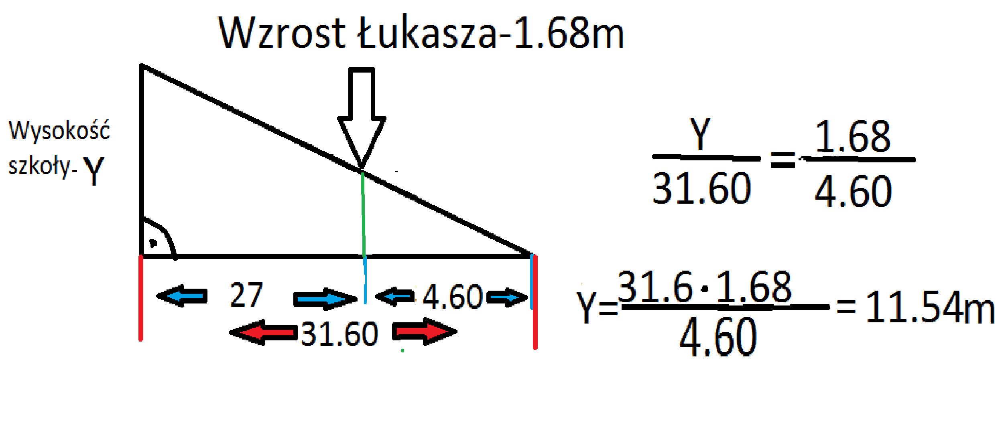 Wzrost Łukasza-1.68m
Wysokość
szkoły- Y
27
4.60
31.60
Y
31.60
=
1.68
4.60
Y=
31.6·1.68
4.60
= 11.54m